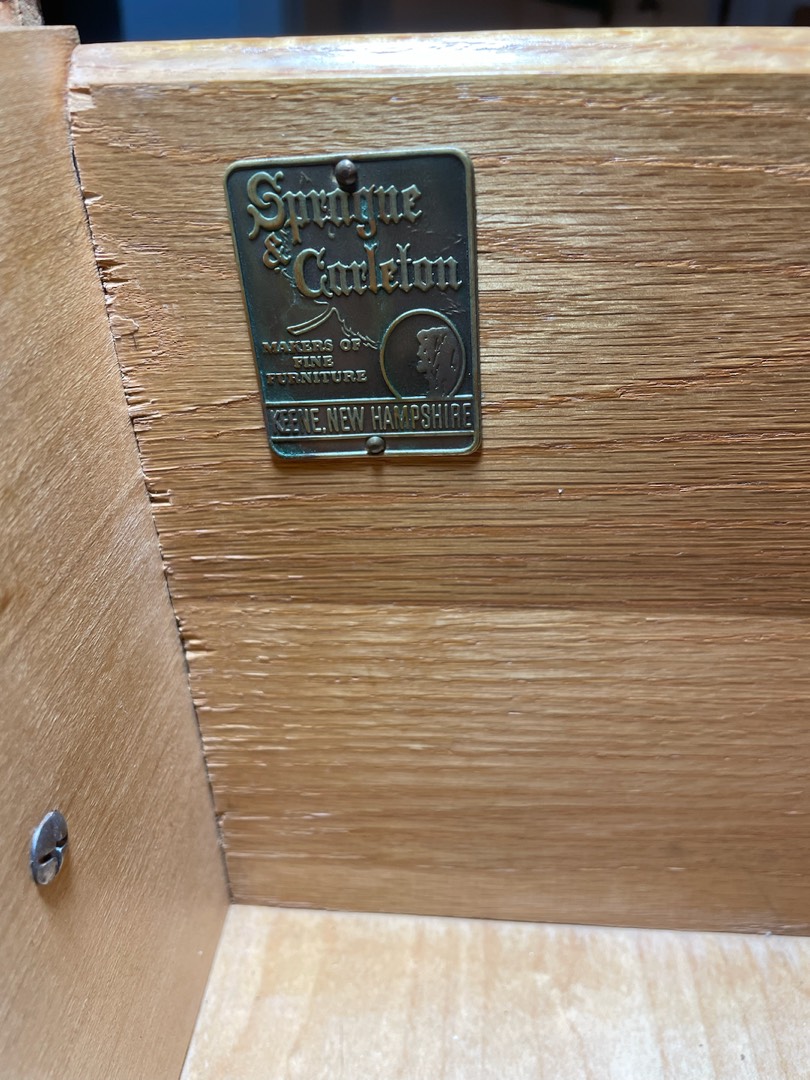 Sprague
& Carleton
MAKERS OF
FINE
FURNITURE
KEENE, NEW HAMPSHIRE